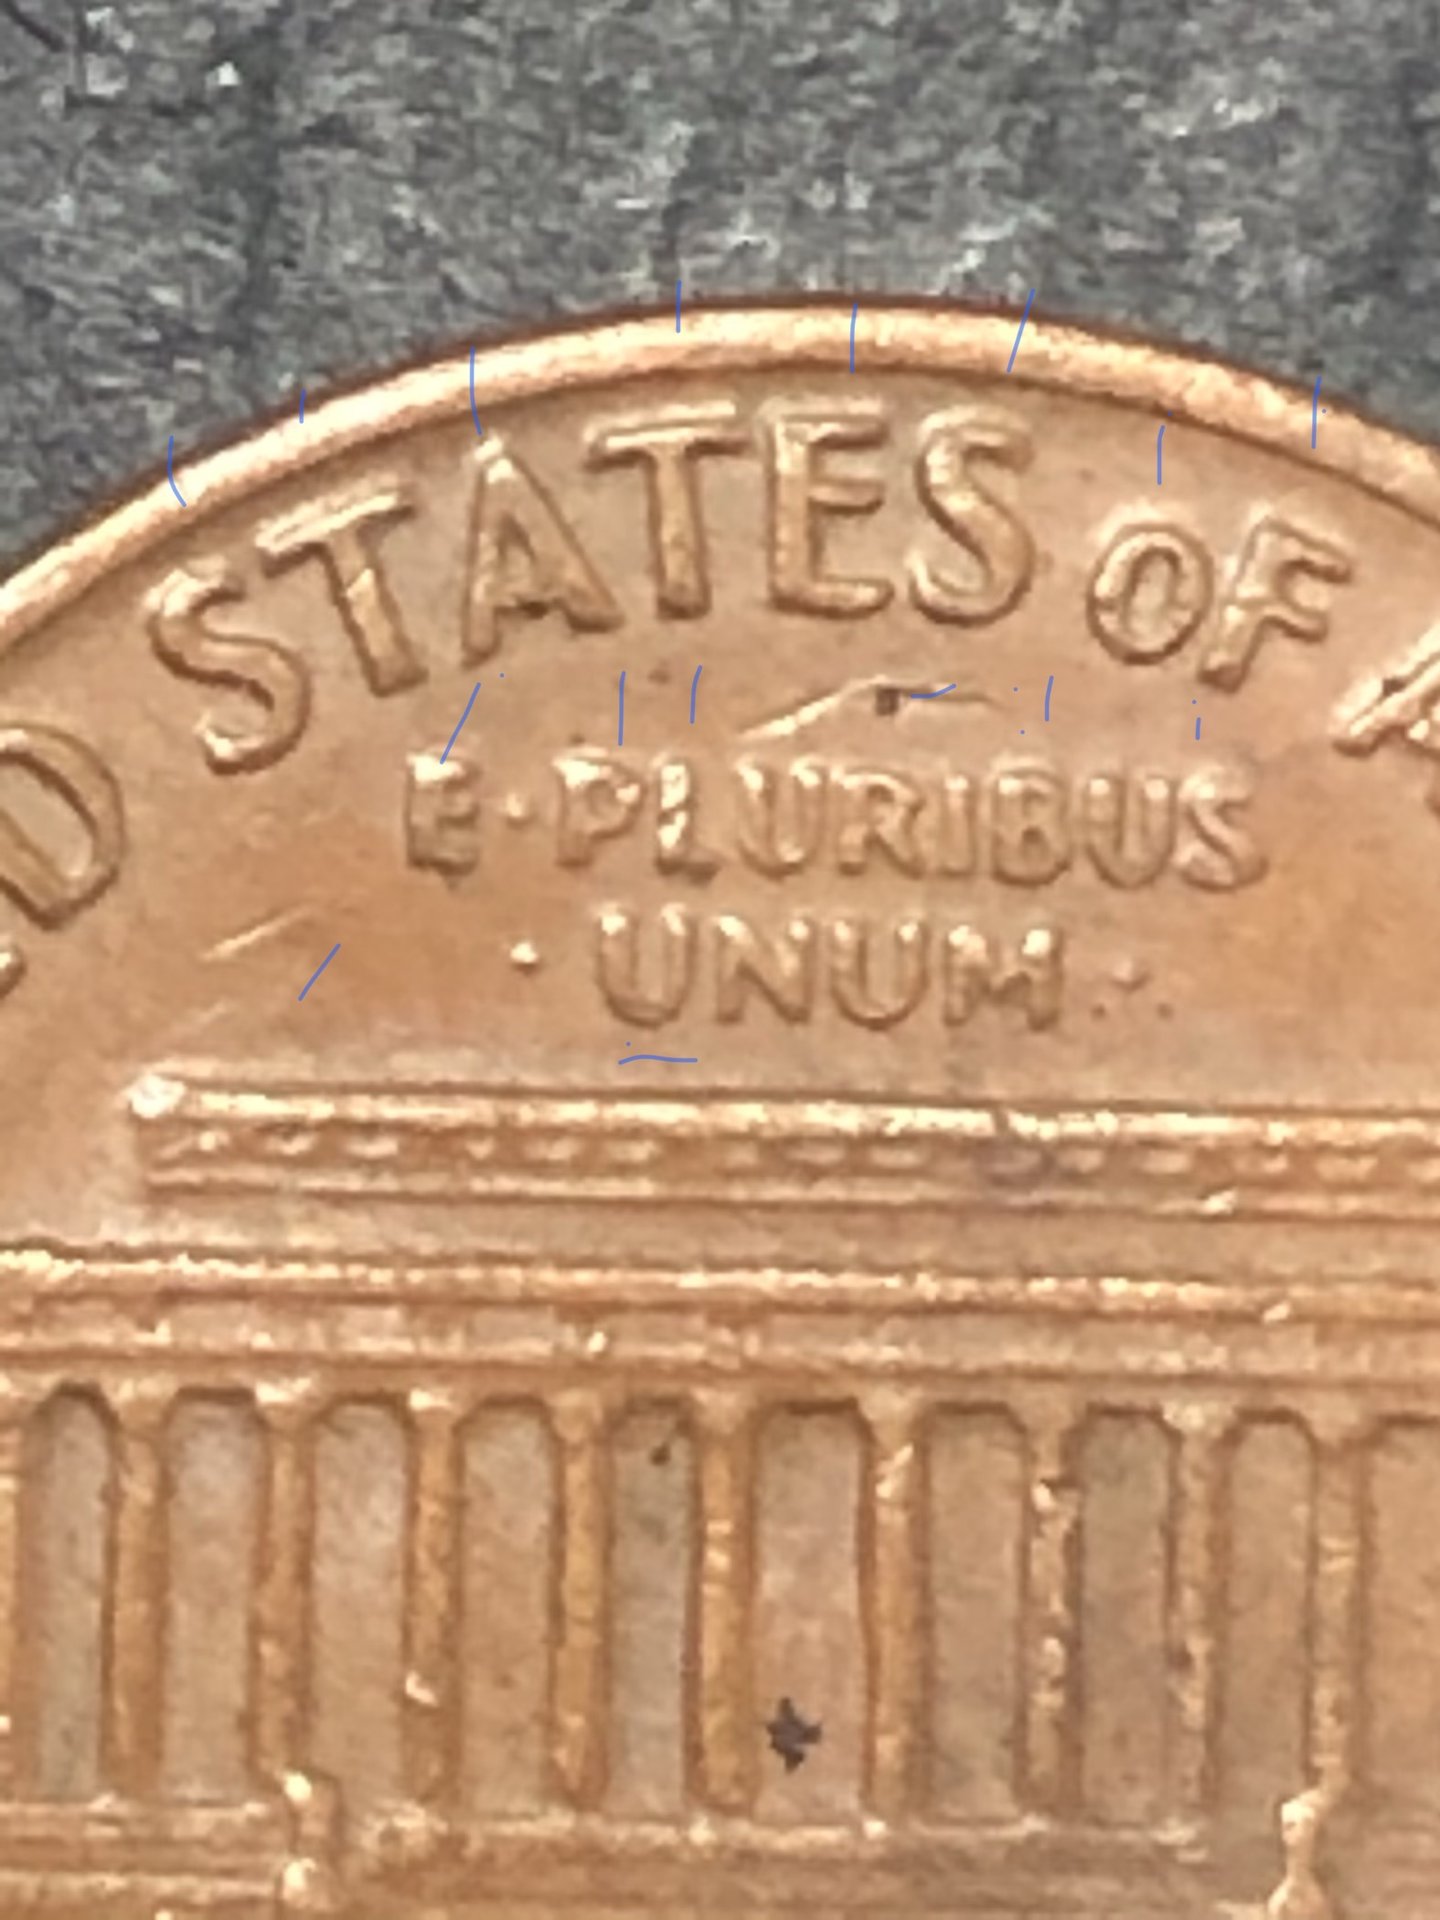 D STATES OF A
E · PLURIBUS
· UNUM ·